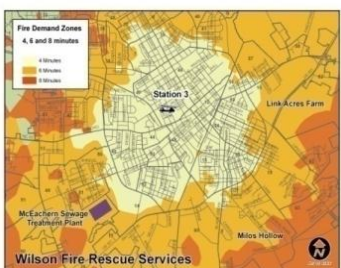 Fire Demand Zones
4, 6 and 8 minutes
4 Minutes
6 Minutes
8 Minutes
Station 3
Link Acres Farm
McEachern Sewage
Treatment Plant
Milos Hollow
Wilson Fire Rescue Services
N